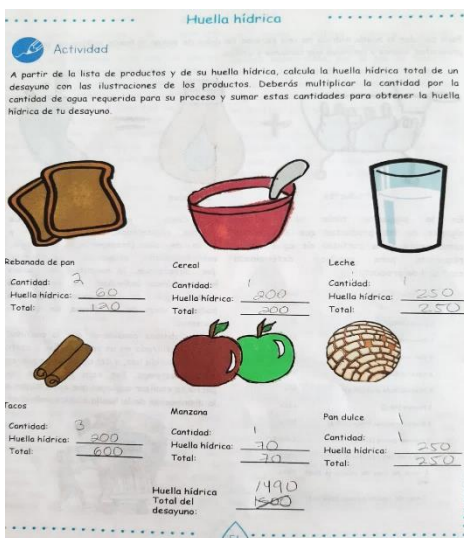 Huella hídrica
Actividad
A partir de la lista de productos y de su huella hídrica, calcula la huella hídrica total de un
desayuno con las ilustraciones de los productos. Deberás multiplicar la cantidad por la
cantidad de agua requerida para su proceso y sumar estas cantidades para obtener la huella
hídrica de tu desayuno.
Rebanada de pan
Cantidad: 2
Huella hídrica: 60
Total: 120
Cereal
Cantidad: 1
Huella hídrica: 200
Total: 200
Leche
Cantidad: 1
Huella hídrica: 250
Total: 250
Tacos
Cantidad: 3
Huella hídrica: 200
Total: 600
Manzana
Cantidad: 1
Huella hídrica: 70
Total: 70
Pan dulce 1
Cantidad: 1
Huella hídrica: 250
Total: 250
Huella hídrica 1490
Total del
desayuno: